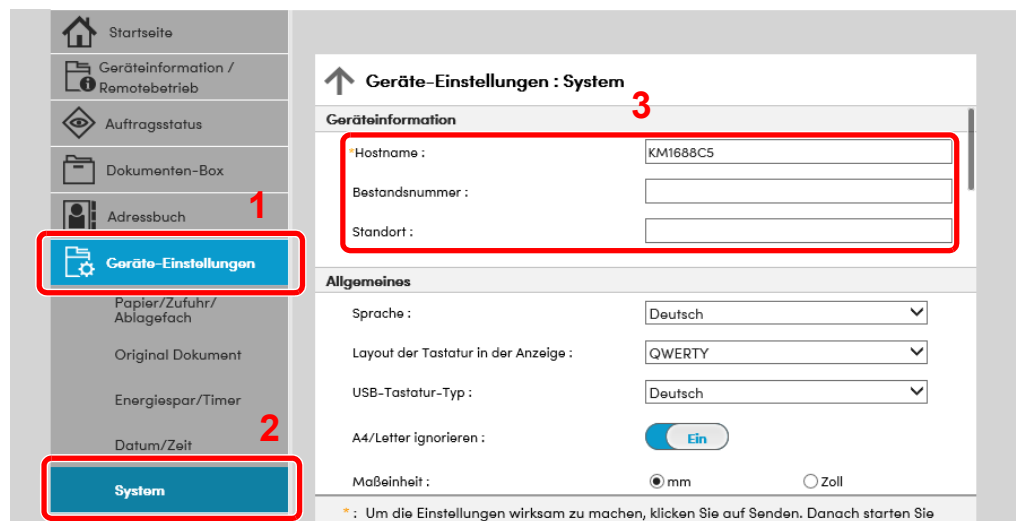 Startseite
Geräteinformation /
Remotebetrieb
Auftragsstatus
Dokumenten-Box
Adressbuch
1
Geräte-Einstellungen
Papier/Zufuhr/
Ablagefach
Original Dokument
Energiespar/Timer
Datum/Zeit
2
System
Geräte-Einstellungen : System
3
Geräteinformation
*Hostname : KM1688C5
Bestandsnummer :
Standort :
Allgemeines
Sprache : Deutsch
Layout der Tastatur in der Anzeige : QWERTY
USB-Tastatur-Typ : Deutsch
A4/Letter ignorieren : Ein
Maßeinheit : mm Zoll
* : Um die Einstellungen wirksam zu machen, klicken Sie auf Senden. Danach starten Sie